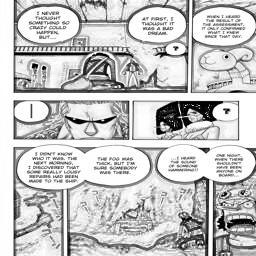 I NEVER
THOUGHT
SOMETHING SO
CRAZY COULD
HAPPEN,
BUT...
AT FIRST, I
THOUGHT IT
WAS A BAD
DREAM.
WHEN I HEARD
THE RESULT OF
THE ASSESSMENT,
IT ONLY CONFIRMED
WHAT I KNEW
SINCE THAT DAY.
?
!
?
I DIDN'T KNOW
WHO IT WAS. THE
NEXT MORNING,
I DISCOVERED THAT
SOME REALLY LOUSY
REPAIRS HAD BEEN
MADE TO THE SHIP.
THE FOG WAS
THICK, BUT I'M
SURE SOMEBODY
WAS THERE.
...I HEARD
THE SOUND OF
SOMEONE
HAMMERING!!
ONE NIGHT,
WHEN THERE
SHOULDN'T
HAVE BEEN
ANYONE ON
BOARD...